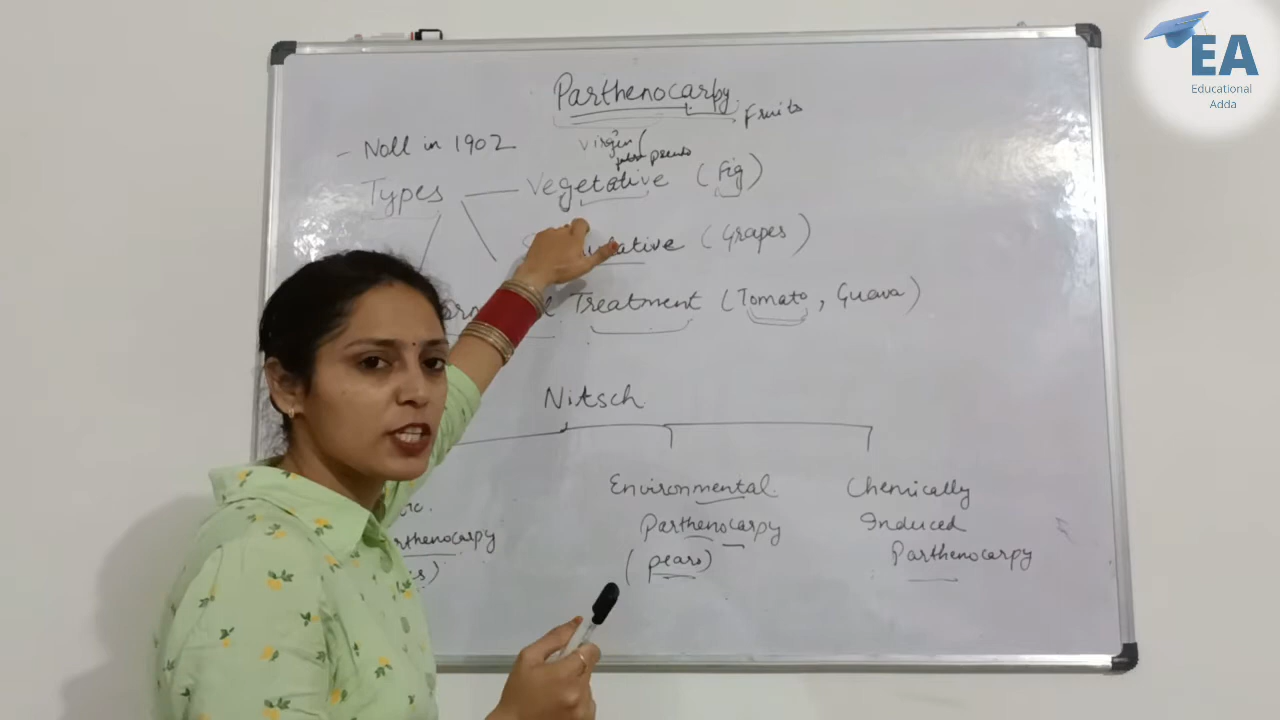 EA
Educational
Adda
Parthenocarpy
Fruits
virgin
pseudo
- Noll in 1902
Types
Vegetative (Fig)
(Grapes)
Treatment (Tomato, Guava)
Nitsch
Environmental
Parthenocarpy
(pears)
Chemically
Induced
Parthenocarpy